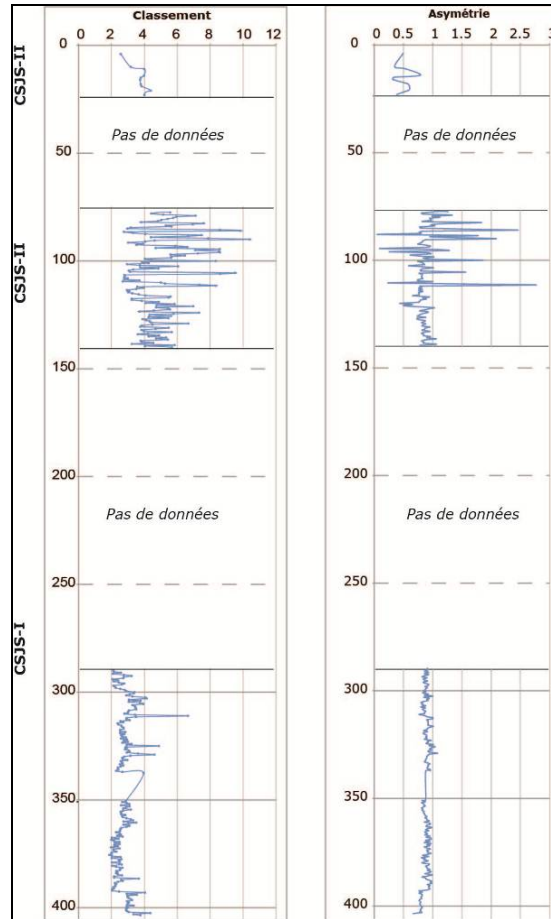 Classement
0 2 4 6 8 10 12
Asymétrie
0 0.5 1 1.5 2 2.5 3
CSJS-II
CSJS-II
CSJS-I
0
50
100
150
200
250
300
350
400
Pas de données
Pas de données
0
50
100
150
200
250
300
350
400
Pas de données
Pas de données